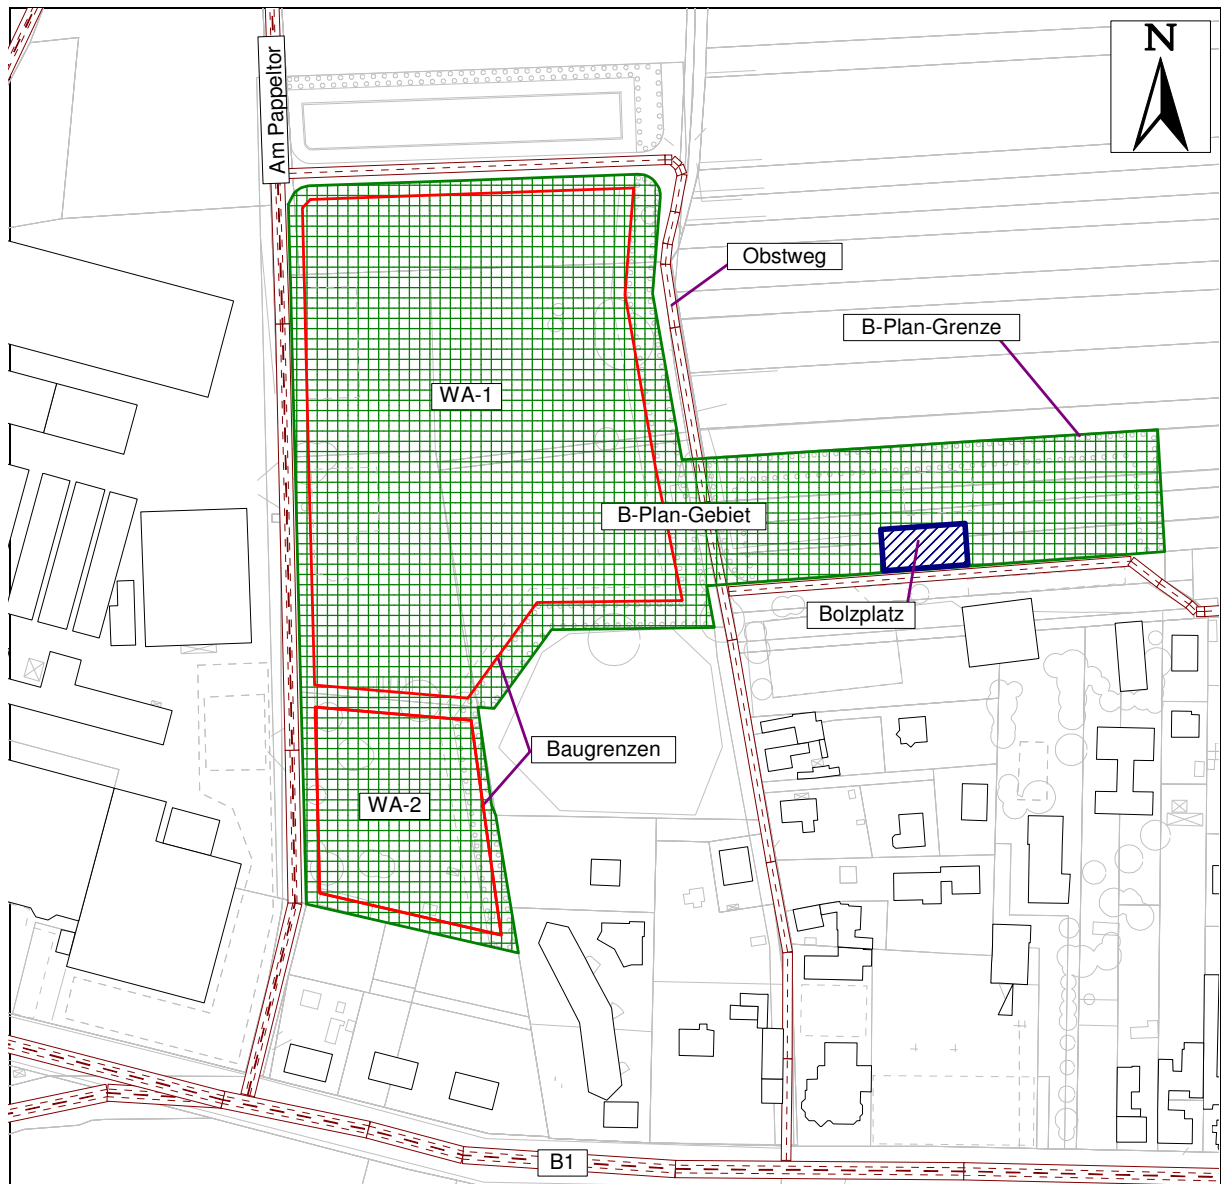 N
Am Pappeltor
Obstweg
B-Plan-Grenze
WA-1
B-Plan-Gebiet
Bolzplatz
Baugrenzen
WA-2
B1